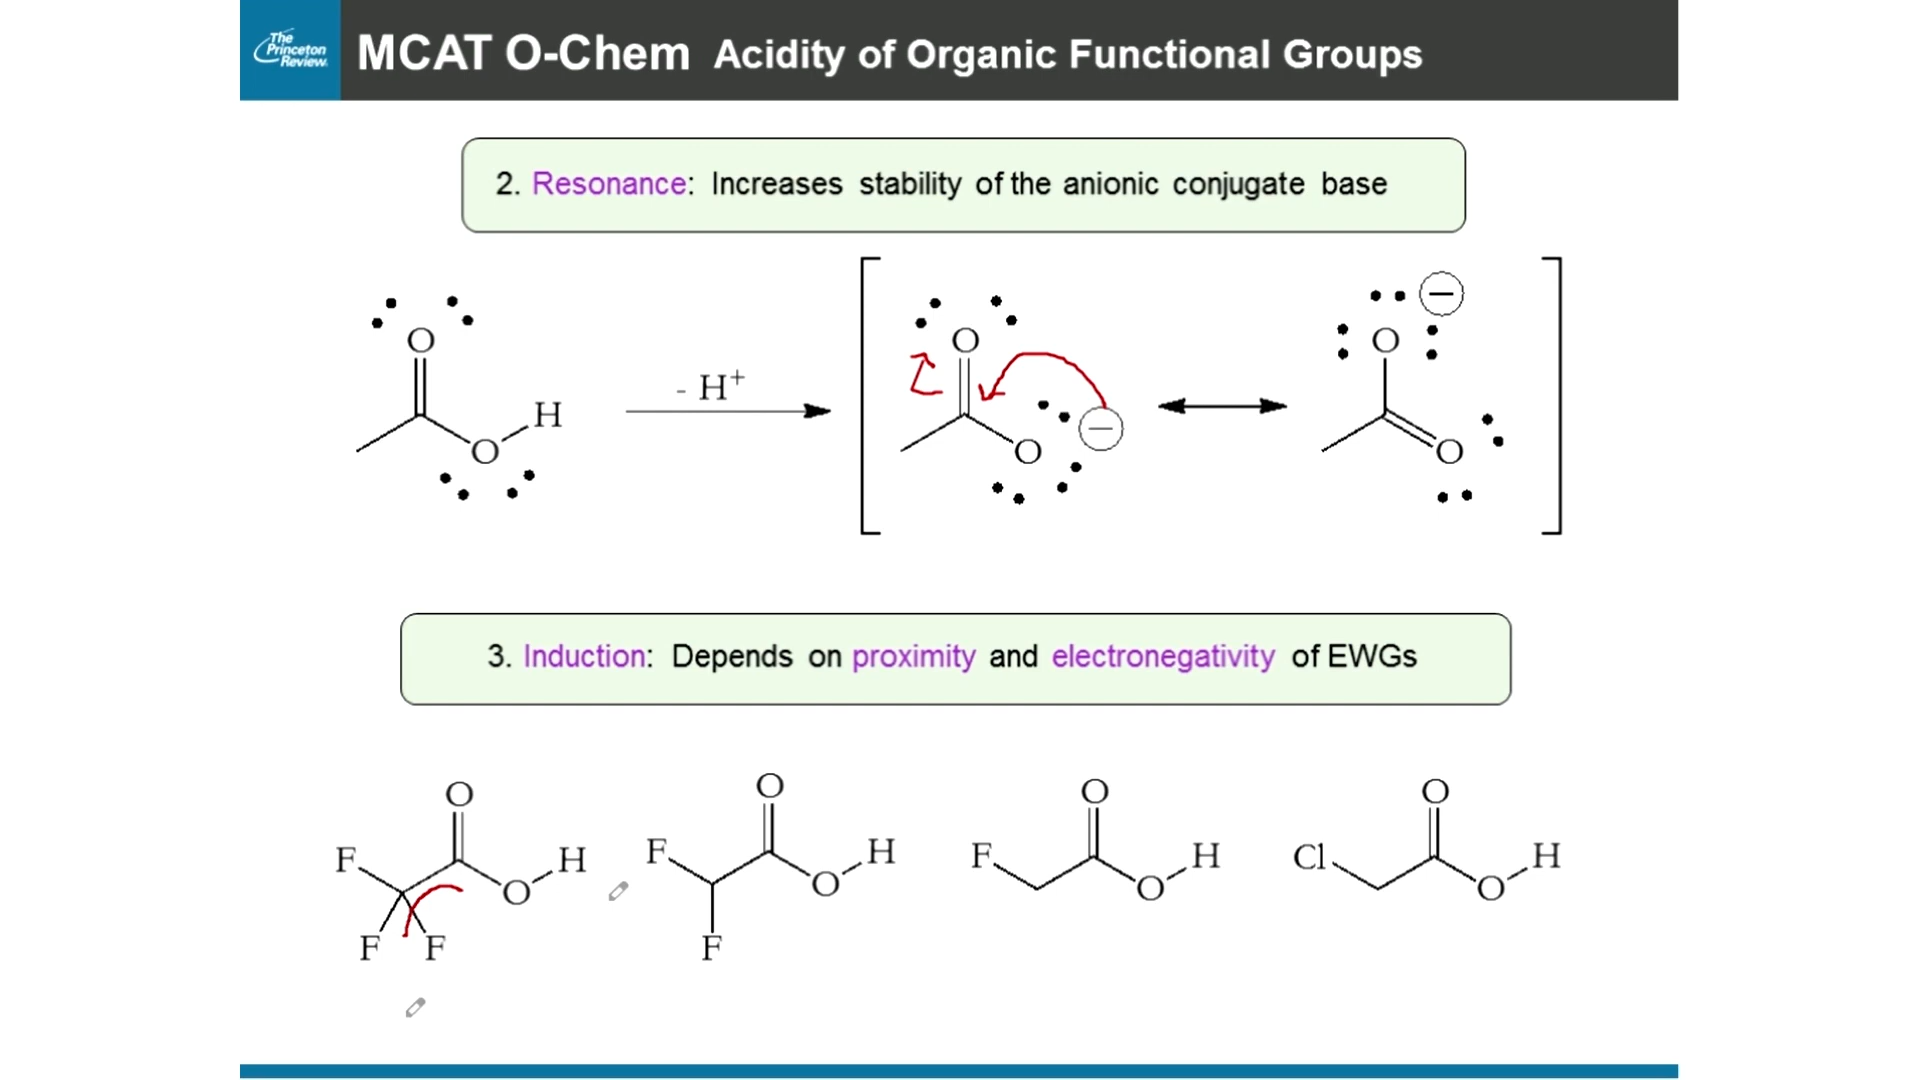 The
Princeton
Review
MCAT O-Chem Acidity of Organic Functional Groups
2. Resonance: Increases stability of the anionic conjugate base
O
H
O
- H+
O
O
−
−
O
O
3. Induction: Depends on proximity and electronegativity of EWGs
O
F
H
O
F
F
O
F
H
O
F
O
F
H
O
O
Cl
H
O